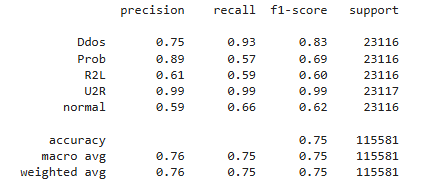 precision recall f1-score support
Ddos 0.75 0.93 0.83 23116
Prob 0.89 0.57 0.69 23116
R2L 0.61 0.59 0.60 23116
U2R 0.99 0.99 0.99 23117
normal 0.59 0.66 0.62 23116
accuracy 0.75 115581
macro avg 0.76 0.75 0.75 115581
weighted avg 0.76 0.75 0.75 115581